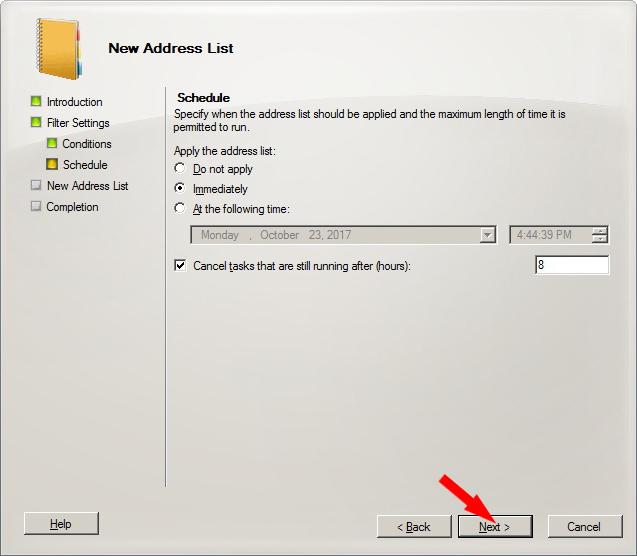 New Address List
Introduction
Filter Settings
Conditions
Schedule
New Address List
Completion
Schedule
Specify when the address list should be applied and the maximum length of time it is
permitted to run.
Apply the address list:
Do not apply
Immediately
At the following time:
Monday , October 23, 2017 4:44:39 PM
Cancel tasks that are still running after (hours): 8
Help
< Back
Next >
Cancel